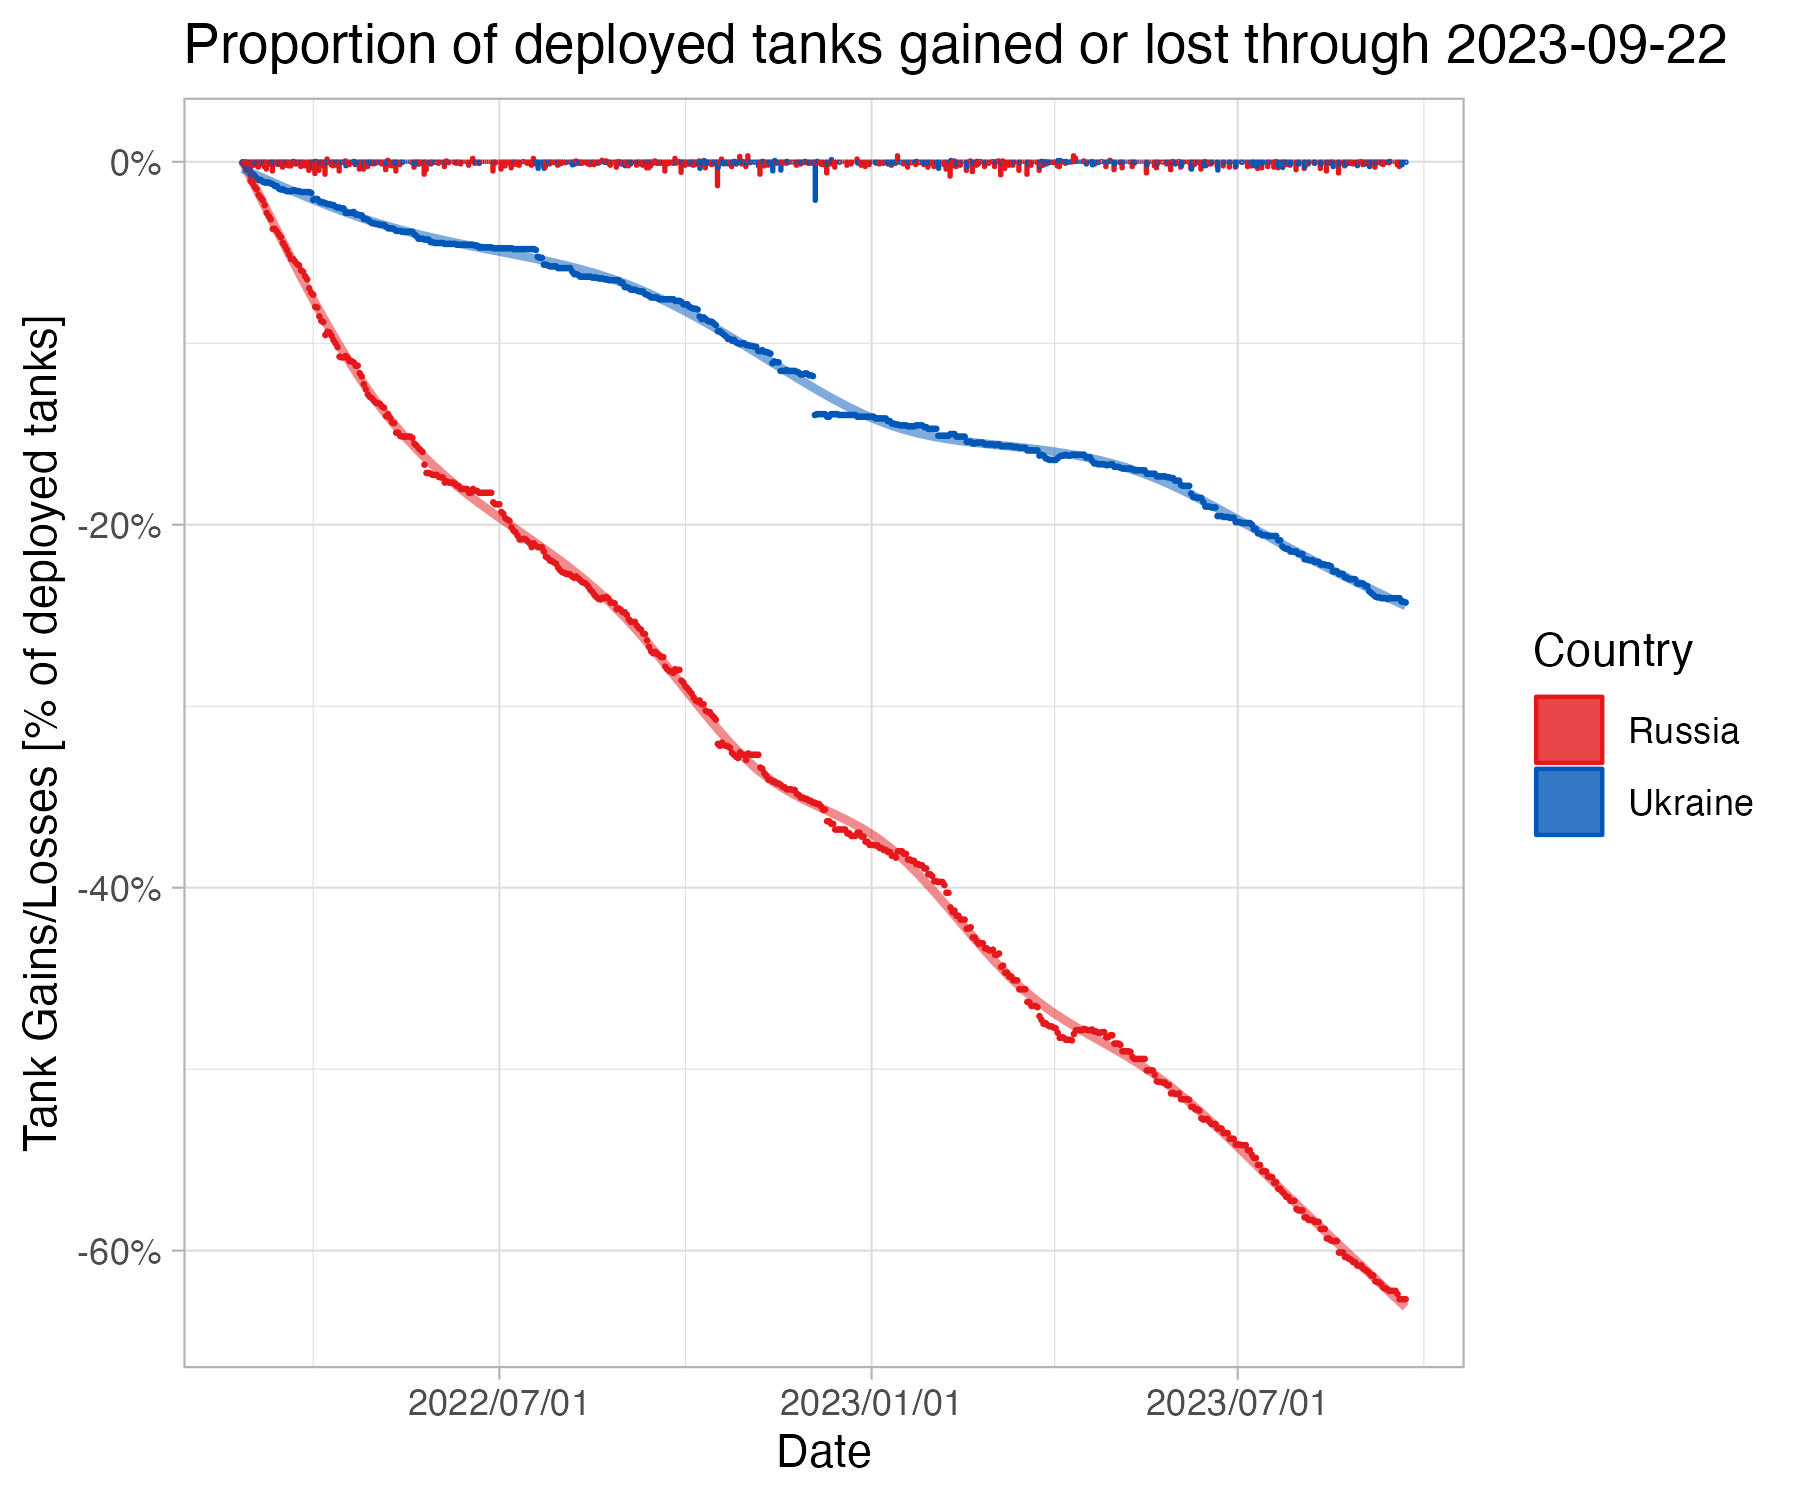 Proportion of deployed tanks gained or lost through 2023-09-22
Tank Gains/Losses [% of deployed tanks]
0%
-20%
-40%
-60%
2022/07/01
2023/01/01
2023/07/01
Date
Country
Russia
Ukraine